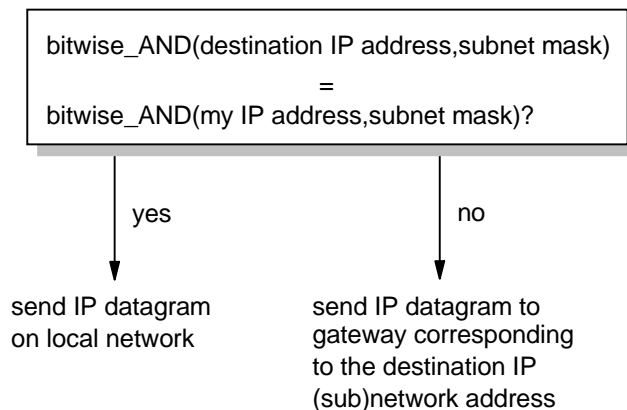 bitwise_AND(destination IP address,subnet mask)
=
bitwise_AND(my IP address,subnet mask)?
yes
no
send IP datagram
on local network
send IP datagram to
gateway corresponding
to the destination IP
(sub)network address